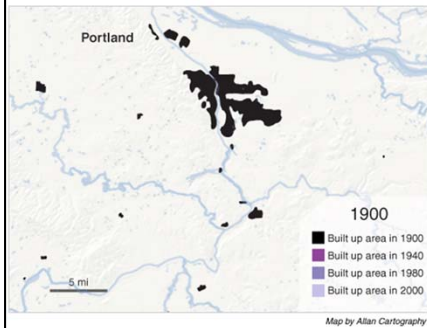 Portland
1900
Built up area in 1900
Built up area in 1940
Built up area in 1980
Built up area in 2000
5 mi
Map by Allan Cartography